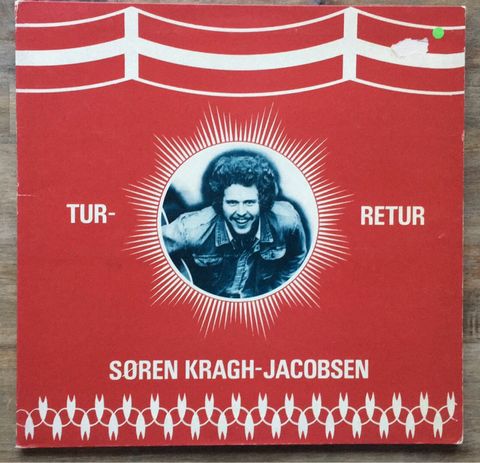 TUR-
RETUR
SØREN KRAGH-JACOBSEN